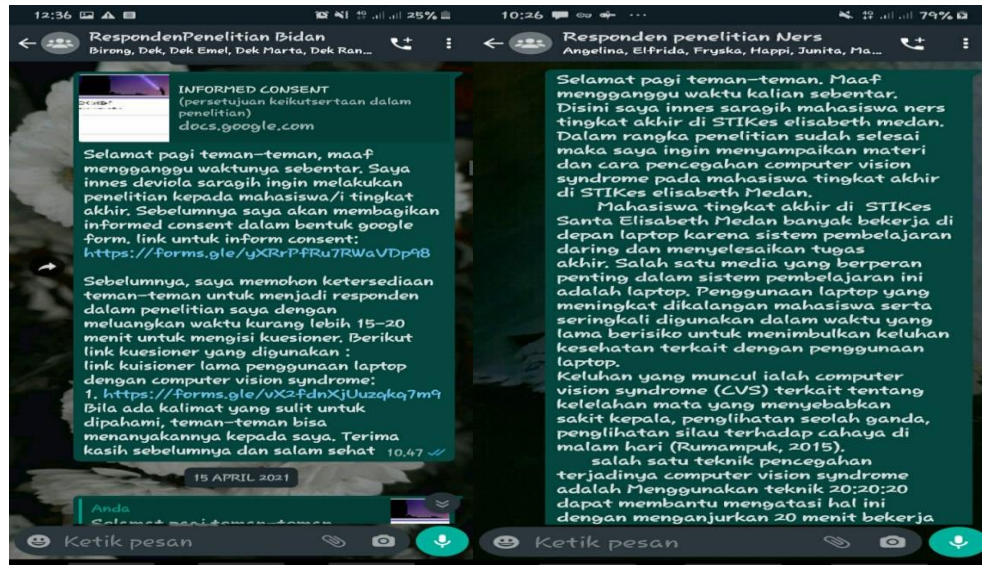 12:36
25%
RespondenPenelitian Bidan
Birong, Dek, Dek Emel, Dek Marta, Dek Ran...
INFORMED CONSENT
(persetujuan keikutsertaan dalam
penelitian)
docs.google.com
Selamat pagi teman-teman, maaf
mengganggu waktunya sebentar. Saya
innes deviola saragih ingin melakukan
penelitian kepada mahasiswa/i tingkat
akhir. Sebelumnya saya akan membagikan
informed consent dalam bentuk google
form. link untuk inform consent:
https://forms.gle/yXRrPfRu7RWaVDp98
Sebelumnya, saya memohon ketersediaan
teman-teman untuk menjadi responden
dalam penelitian saya dengan
meluangkan waktu kurang lebih 15-20
menit untuk mengisi kuesioner. Berikut
link kuesioner yang digunakan :
link kuisioner lama penggunaan laptop
dengan computer vision syndrome:
1. https://forms.gle/vX2fdnXjUuzqkq7m9
Bila ada kalimat yang sulit untuk
dipahami, teman-teman bisa
menanyakannya kepada saya. Terima
kasih sebelumnya dan salam sehat 10.47
15 APRIL 2021
Anda
Selamat pagi teman-teman
Ketik pesan
10:26
79%
Responden penelitian Ners
Angelina, Elfrida, Fryska, Happi, Junita, Ma...
Selamat pagi teman-teman. Maaf
mengganggu waktu kalian sebentar.
Disini saya innes saragih mahasiswa ners
tingkat akhir di STIKes elisabeth medan.
Dalam rangka penelitian sudah selesai
maka saya ingin menyampaikan materi
dan cara pencegahan computer vision
syndrome pada mahasiswa tingkat akhir
di STIKes elisabeth Medan.
Mahasiswa tingkat akhir di STIKes
Santa Elisabeth Medan banyak bekerja di
depan laptop karena sistem pembelajaran
daring dan menyelesaikan tugas
akhir. Salah satu media yang berperan
penting dalam sistem pembelajaran ini
adalah laptop. Penggunaan laptop yang
meningkat dikalangan mahasiswa serta
seringkali digunakan dalam waktu yang
lama berisiko untuk menimbulkan keluhan
kesehatan terkait dengan penggunaan
laptop.
Keluhan yang muncul ialah computer
vision syndrome (CVS) terkait tentang
kelelahan mata yang menyebabkan
sakit kepala, penglihatan seolah ganda,
penglihatan silau terhadap cahaya di
malam hari (Rumampuk, 2015).
salah satu teknik pencegahan
terjadinya computer vision syndrome
adalah Menggunakan teknik 20:20:20
dapat membantu mengatasi hal ini
dengan menganjurkan 20 menit bekerja
Ketik pesan